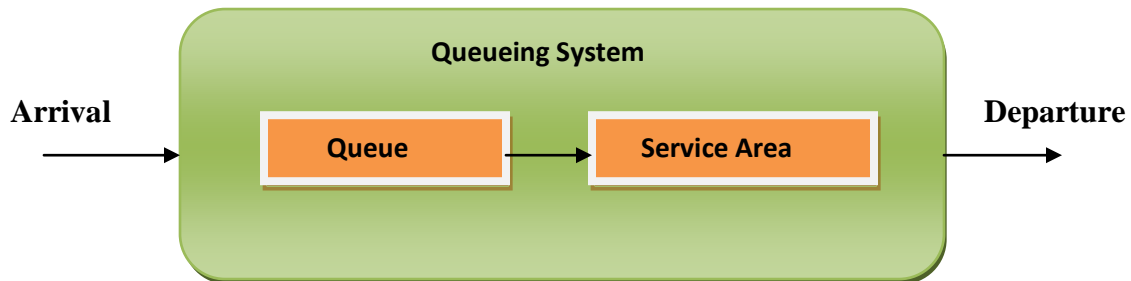 Queueing System
Arrival
Departure
Queue
Service Area